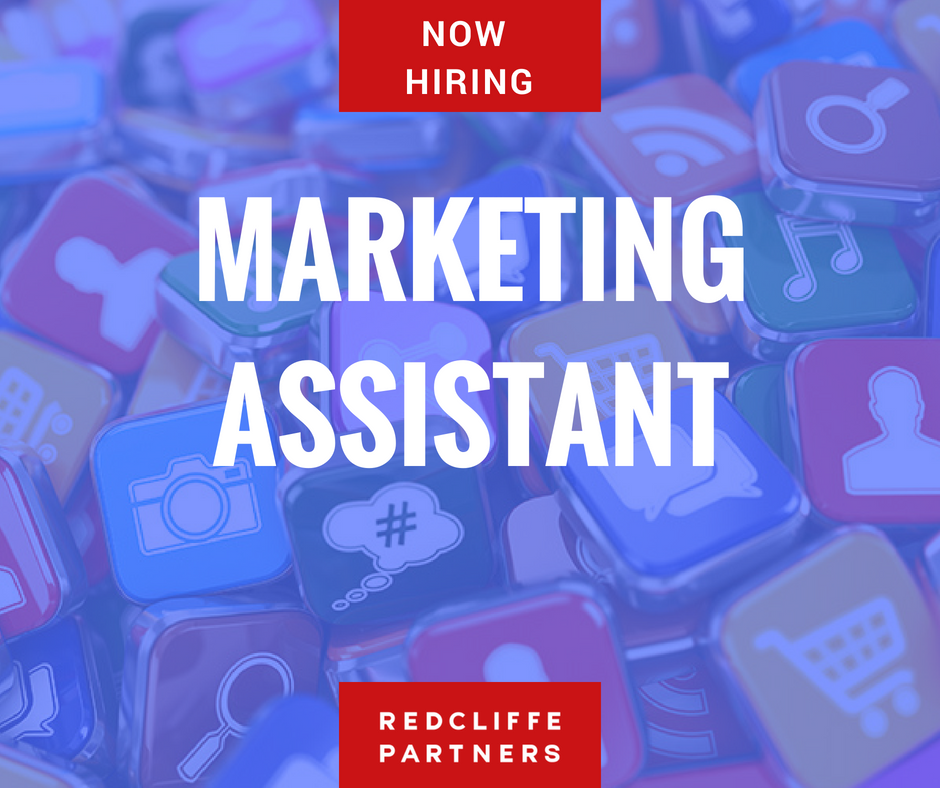 NOW
HIRING
MARKETING
ASSISTANT
#
REDCLIFFE
PARTNERS